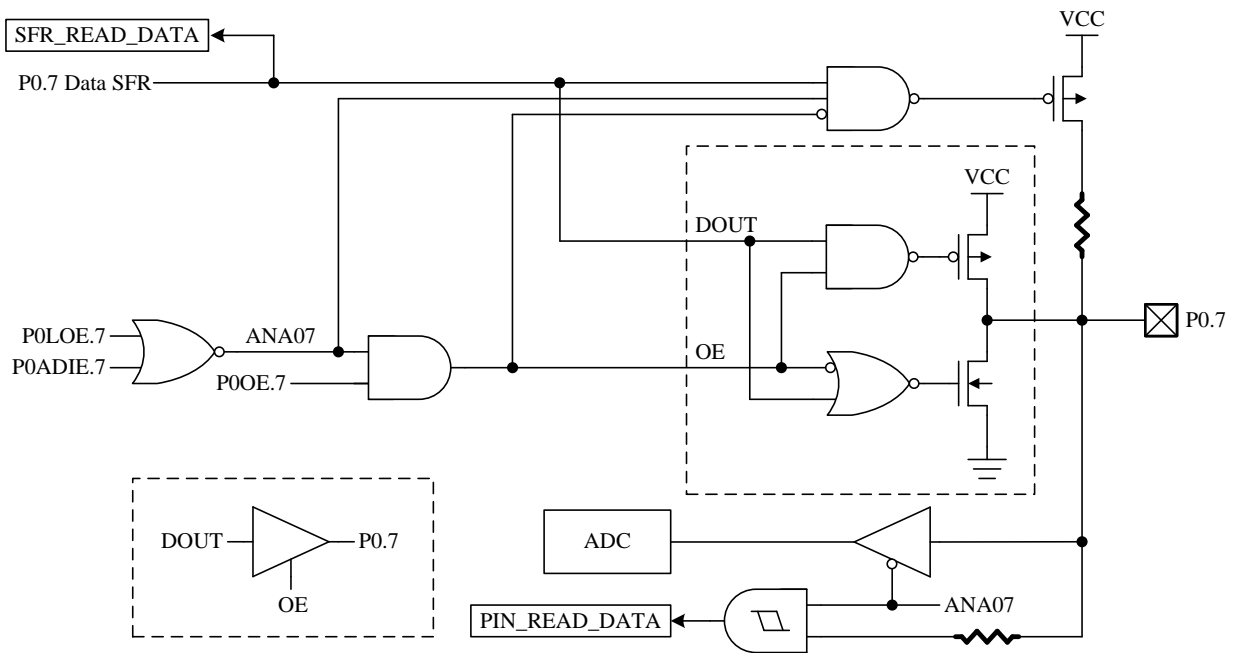 VCC
SFR_READ_DATA
P0.7 Data SFR
VCC
DOUT
P0LOE.7
ANA07
P0.7
P0ADIE.7
OE
P0OE.7
DOUT
P0.7
OE
ADC
ANA07
PIN_READ_DATA